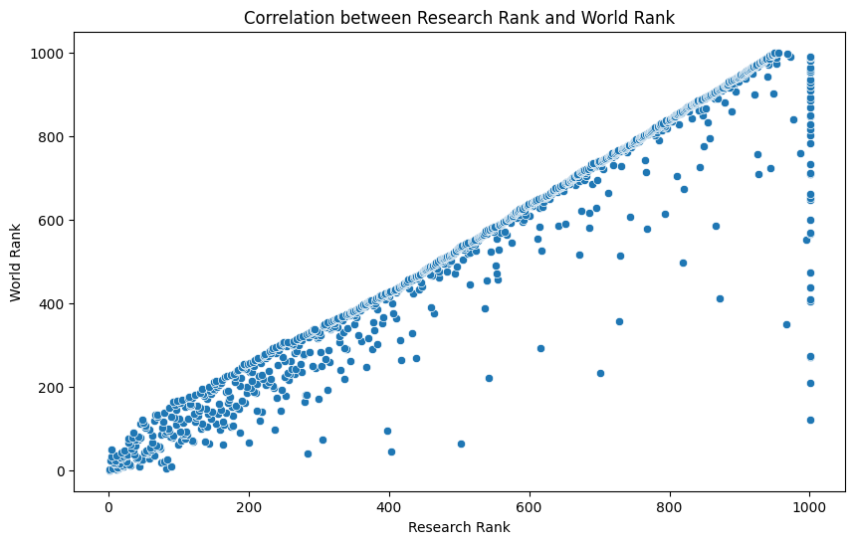 Correlation between Research Rank and World Rank
1000
800
600
400
200
0
World Rank
0 200 400 600 800 1000
Research Rank